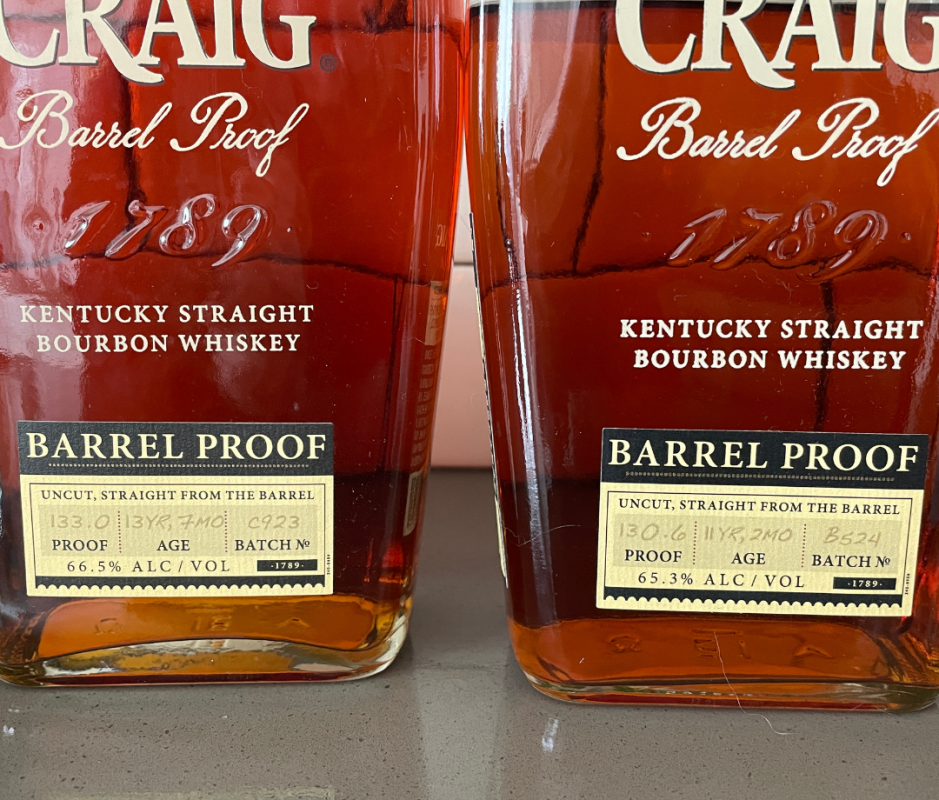 CRAIG
Barrel Proof
1789
KENTUCKY STRAIGHT
BOURBON WHISKEY
BARREL PROOF
UNCUT, STRAIGHT FROM THE BARREL
133.0 13YR, 7MO C923
PROOF AGE BATCH №
66.5% ALC / VOL ·1789·
CRAIG
Barrel Proof
1789
KENTUCKY STRAIGHT
BOURBON WHISKEY
BARREL PROOF
UNCUT, STRAIGHT FROM THE BARREL
130.6 11YR, 2MO B524
PROOF AGE BATCH №
65.3% ALC / VOL ·1789·